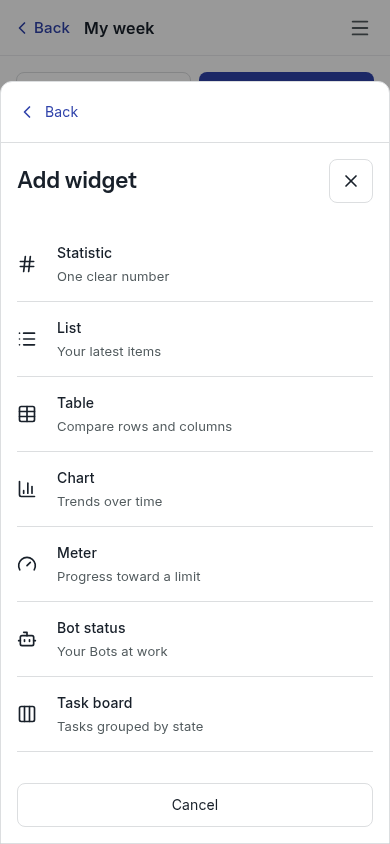 Back My week
Back
Add widget
Statistic
One clear number
List
Your latest items
Table
Compare rows and columns
Chart
Trends over time
Meter
Progress toward a limit
Bot status
Your Bots at work
Task board
Tasks grouped by state
Cancel